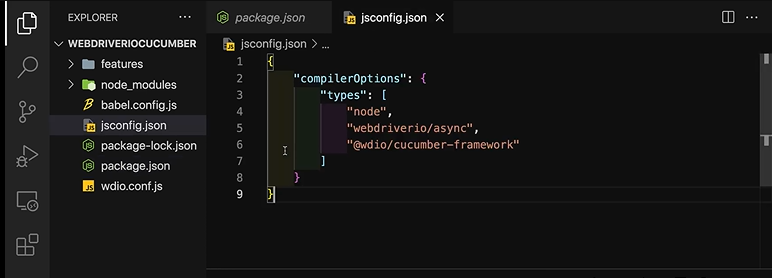 EXPLORER
WEBDRIVERIOCUCUMBER
features
node_modules
babel.config.js
jsconfig.json
package-lock.json
package.json
wdio.conf.js
package.json
jsconfig.json
jsconfig.json > ...
1 {
2 "compilerOptions": {
3 "types": [
4 "node",
5 "webdriverio/async",
6 "@wdio/cucumber-framework"
7 ]
8 }
9 }